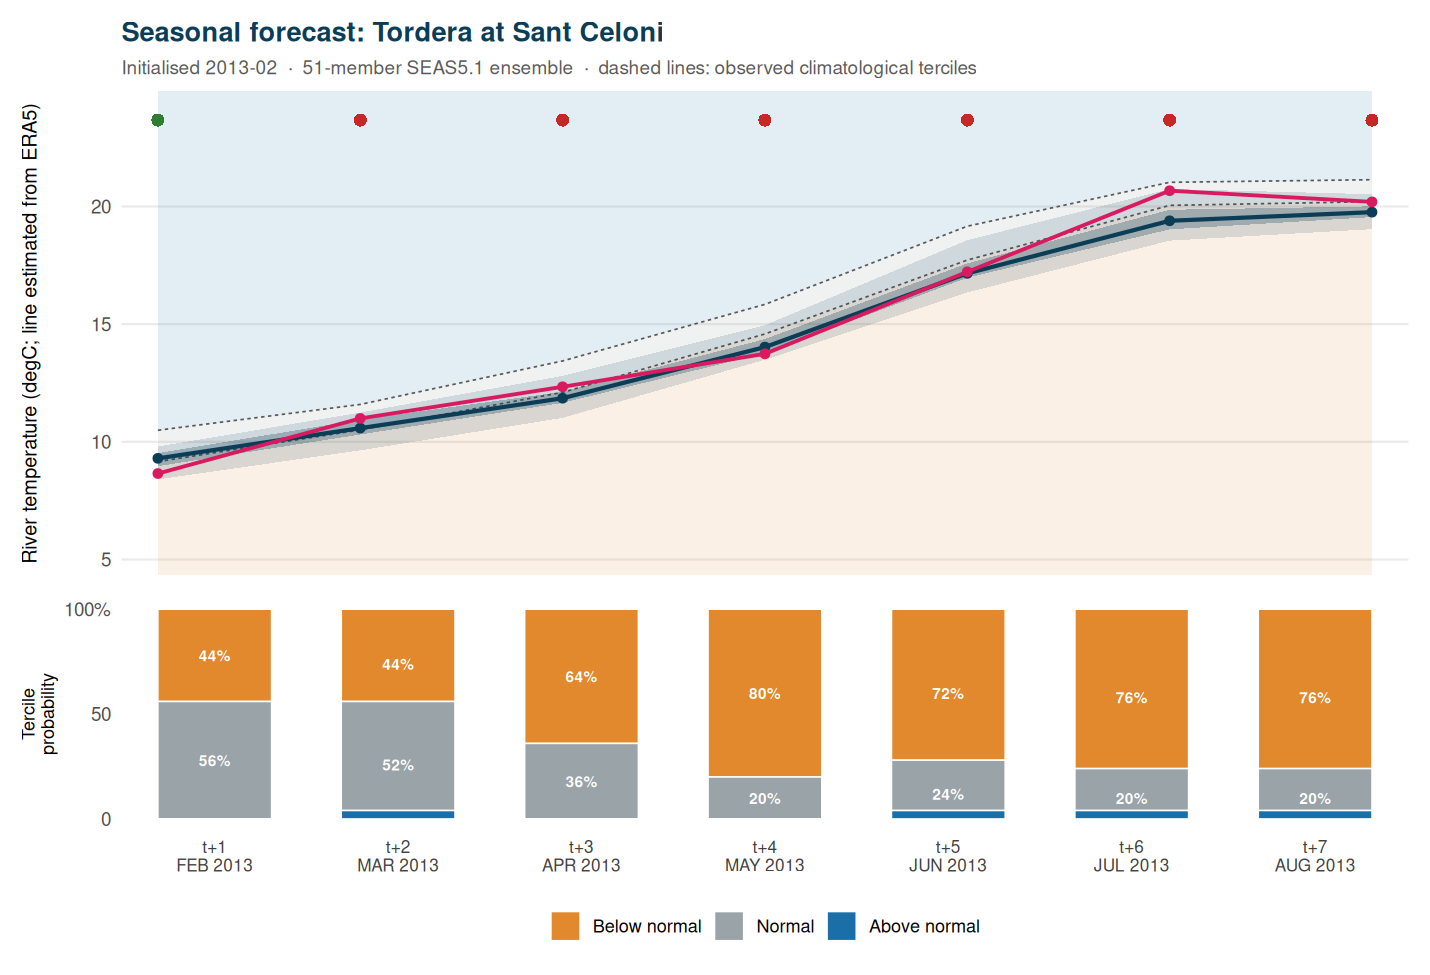 Seasonal forecast: Tordera at Sant Celoni
Initialised 2013-02 · 51-member SEAS5.1 ensemble · dashed lines: observed climatological terciles
River temperature (degC; line estimated from ERA5)
20
15
10
5
Tercile
probability
100%
50
0
44%
44%
64%
80%
72%
76%
76%
56%
52%
36%
20%
24%
20%
20%
t+1
FEB 2013
t+2
MAR 2013
t+3
APR 2013
t+4
MAY 2013
t+5
JUN 2013
t+6
JUL 2013
t+7
AUG 2013
Below normal
Normal
Above normal